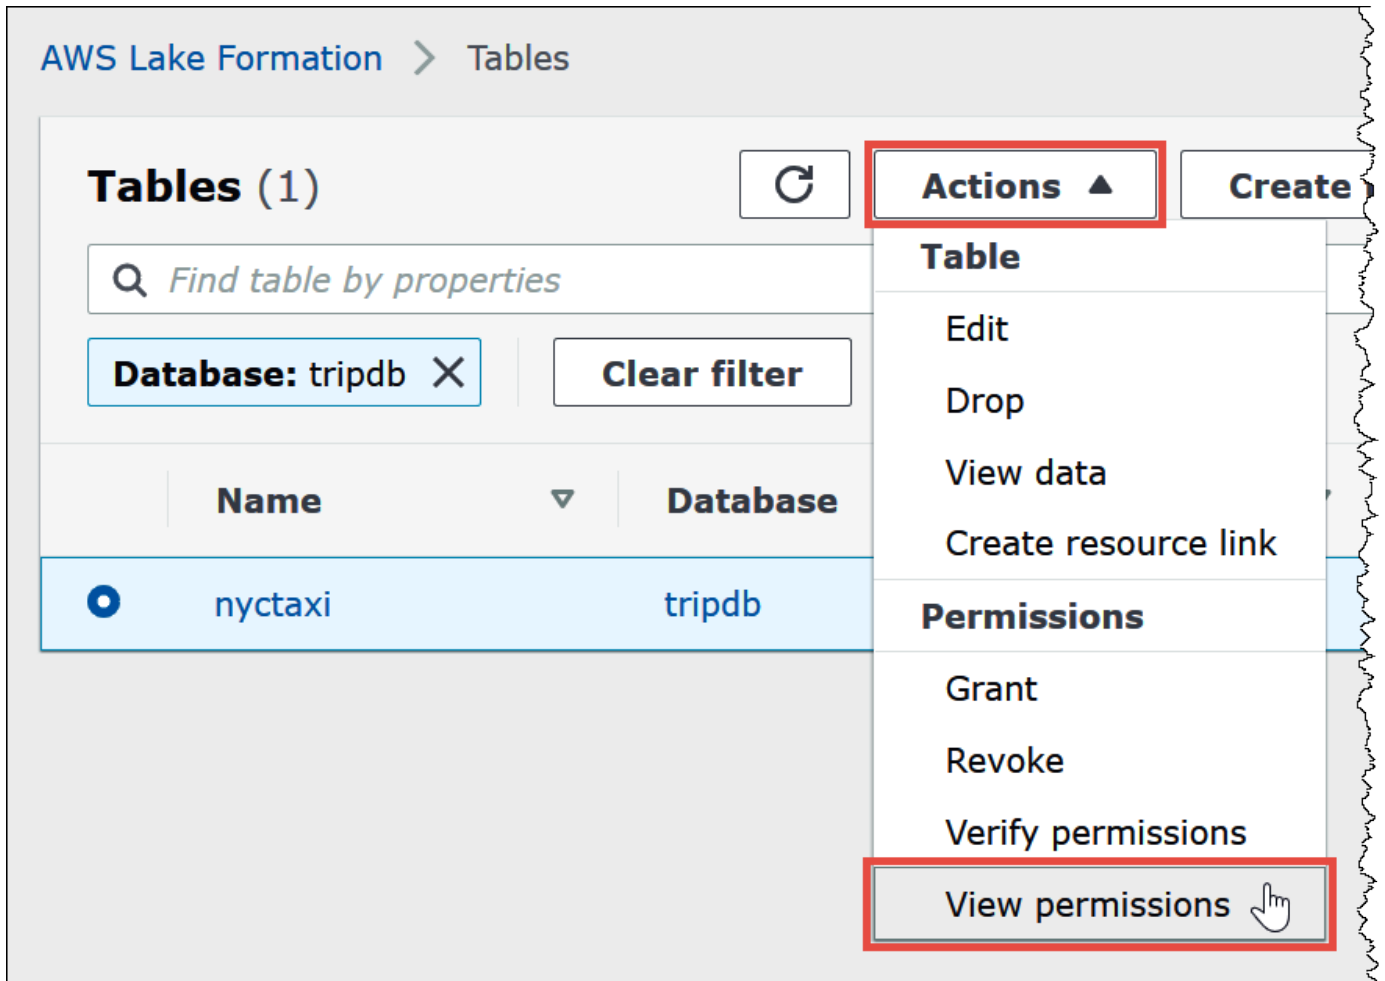 AWS Lake Formation > Tables
Tables (1)
Actions
Create
Find table by properties
Database: tripdb
Clear filter
Name
Database
nyctaxi
tripdb
Table
Edit
Drop
View data
Create resource link
Permissions
Grant
Revoke
Verify permissions
View permissions